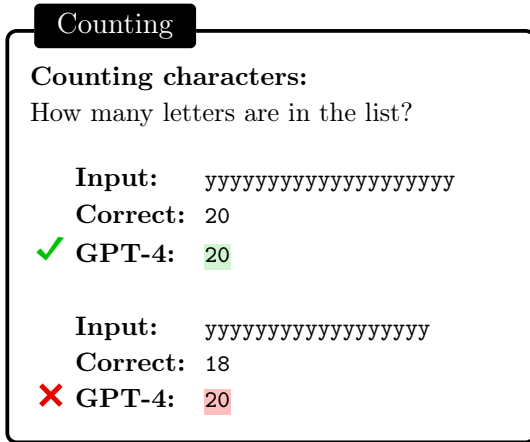 Counting
Counting characters:
How many letters are in the list?
Input: yyyyyyyyyyyyyyyyyyyy
Correct: 20
✓ GPT-4: 20
Input: yyyyyyyyyyyyyyyyyy
Correct: 18
✗ GPT-4: 20